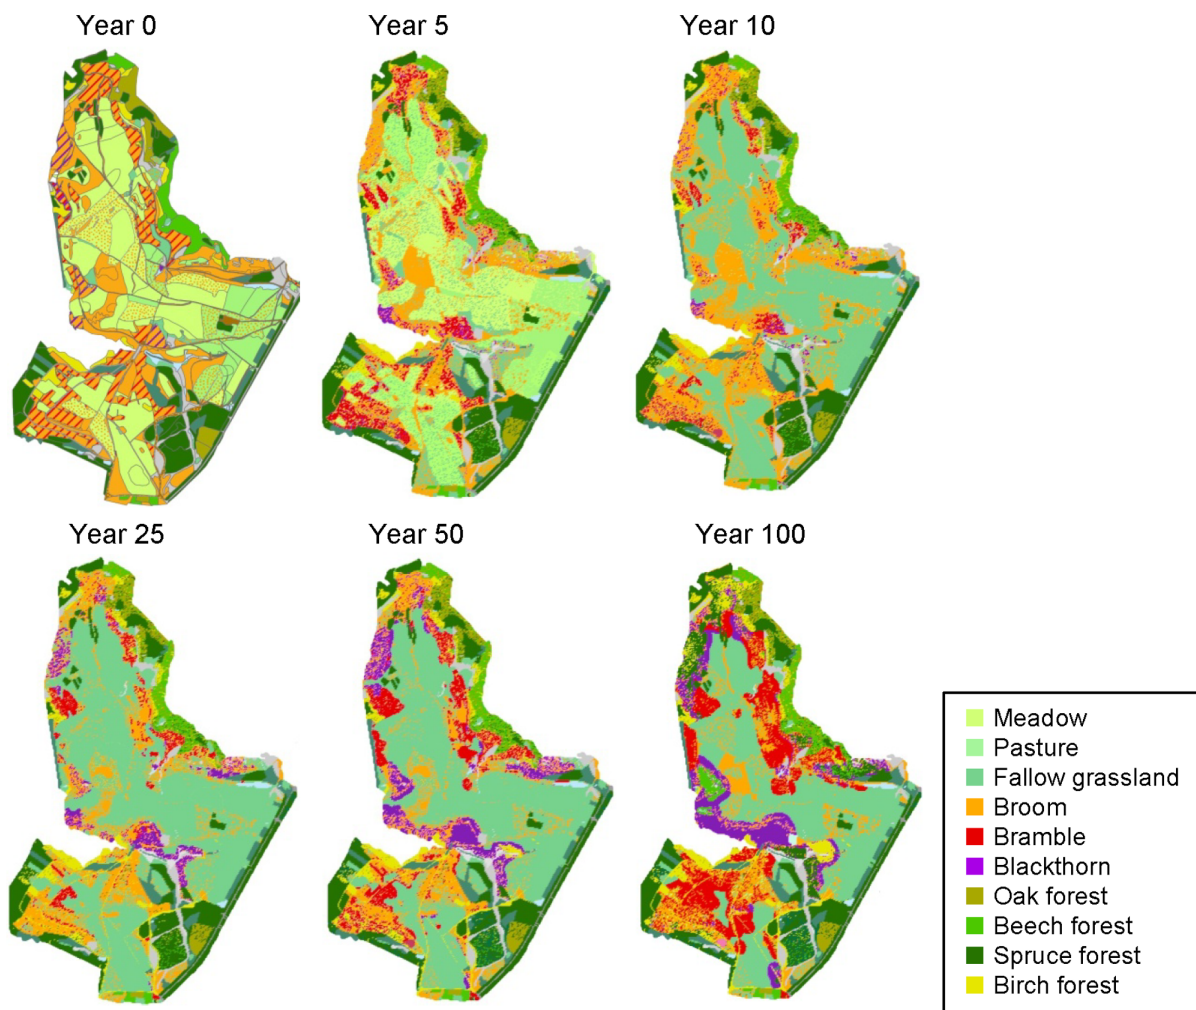 Year 0
Year 5
Year 10
Year 25
Year 50
Year 100
Meadow
Pasture
Fallow grassland
Broom
Bramble
Blackthorn
Oak forest
Beech forest
Spruce forest
Birch forest